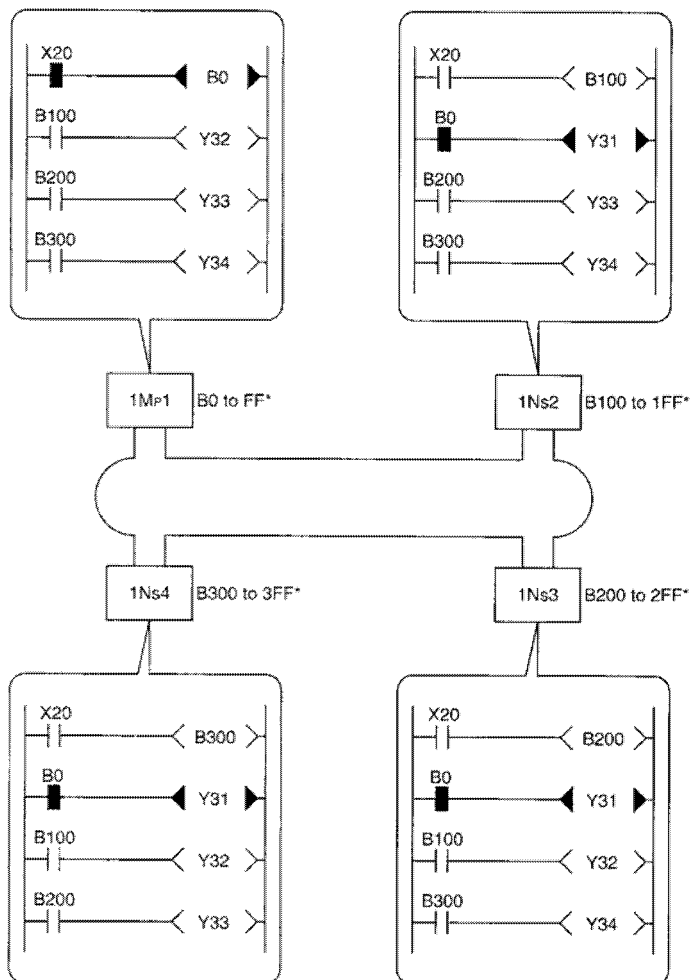 X20
B0
B100
Y32
B200
Y33
B300
Y34
X20
B100
B0
Y31
B200
Y33
B300
Y34
1MP1
B0 to FF*
1Ns2
B100 to 1FF*
1Ns4
B300 to 3FF*
1Ns3
B200 to 2FF*
X20
B300
B0
Y31
B100
Y32
B200
Y33
X20
B200
B0
Y31
B100
Y32
B300
Y34